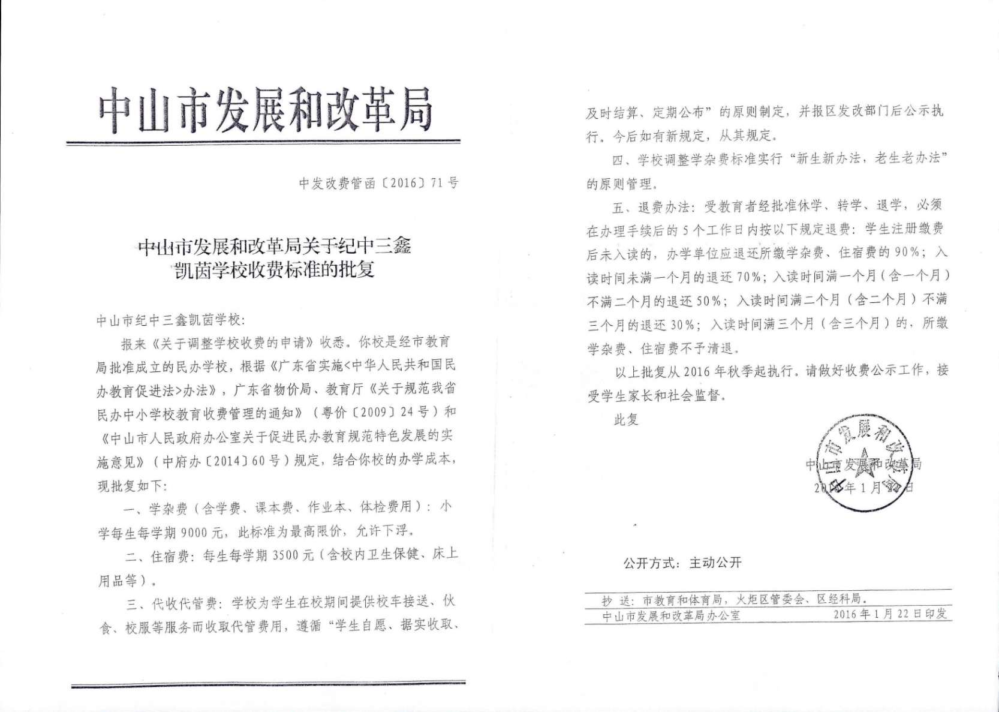 中山市发展和改革局
中发改费管函〔2016〕71号
中山市发展和改革局关于纪中三鑫
凯茵学校收费标准的批复
中山市纪中三鑫凯茵学校：
报来《关于调整学校收费的申请》收悉。你校是经市教育
局批准成立的民办学校，根据《广东省实施<中华人民共和国民
办教育促进法>办法》，广东省物价局、教育厅《关于规范我省
民办中小学校教育收费管理的通知》（粤价〔2009〕24号）和
《中山市人民政府办公室关于促进民办教育规范特色发展的实
施意见》（中府办〔2014〕60号）规定，结合你校的办学成本，
现批复如下：
一、学杂费（含学费、课本费、作业本、体检费用）：小
学每生每学期9000元，此标准为最高限价，允许下浮。
二、住宿费：每生每学期3500元（含校内卫生保健、床上
用品等）。
三、代收代管费：学校为学生在校期间提供校车接送、伙
食、校服等服务而收取代管费用，遵循“学生自愿、据实收取、
及时结算、定期公布”的原则制定，并报区发改部门后公示执
行。今后如有新规定，从其规定。
四、学校调整学杂费标准实行“新生新办法，老生老办法”
的原则管理。
五、退费办法：受教育者经批准休学、转学、退学，必须
在办理手续后的5个工作日内按以下规定退费：学生注册缴费
后未入读的，办学单位应退还所缴学杂费、住宿费的90%；入
读时间未满一个月的退还70%；入读时间满一个月（含一个月）
不满二个月的退还50%；入读时间满二个月（含二个月）不满
三个月的退还30%；入读时间满三个月（含三个月）的，所缴
学杂费、住宿费不予清退。
以上批复从2016年秋季起执行。请做好收费公示工作，接
受学生家长和社会监督。
此复
中山市发展和改革局
中山市发展和改革局
2016年1月22日
公开方式：主动公开
抄送：市教育和体育局，火炬区管委会、区经科局。
中山市发展和改革局办公室 2016年1月22日印发